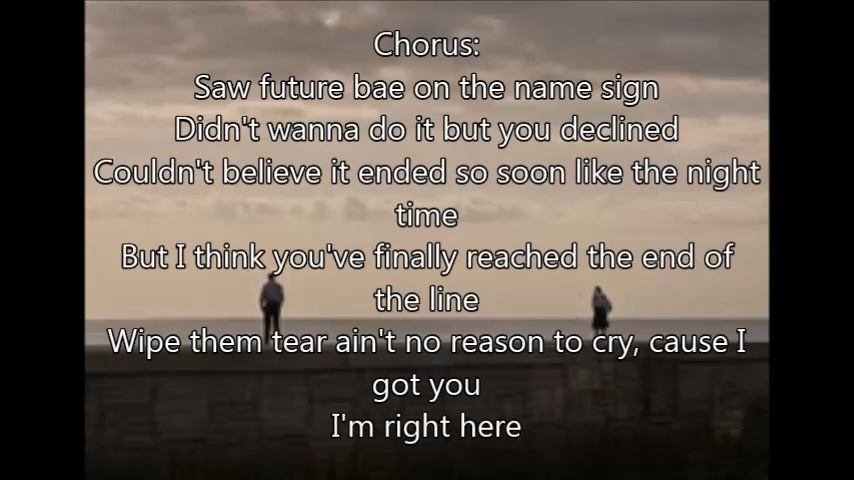 Chorus:
Saw future bae on the name sign
Didn't wanna do it but you declined
Couldn't believe it ended so soon like the night
time
But I think you've finally reached the end of
the line
Wipe them tear ain't no reason to cry, cause I
got you
I'm right here